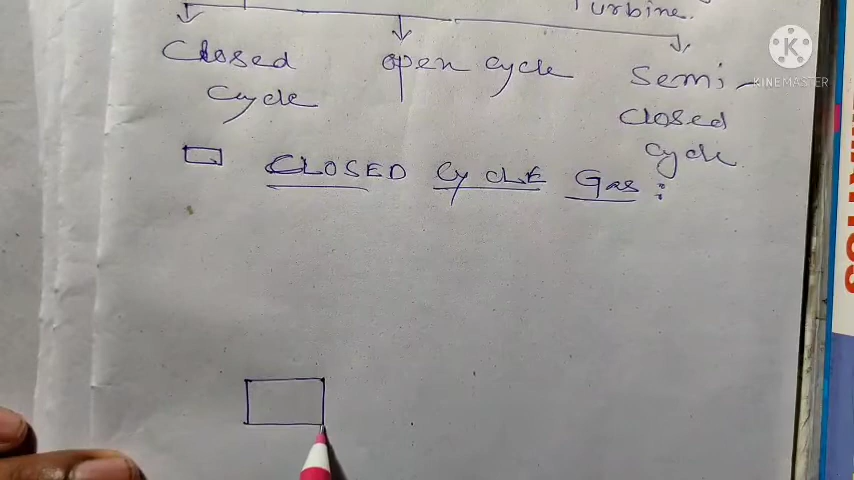 Turbine.
Closed
Cycle
open cycle
Semi-
closed
cycle
KINEMASTER
CLOSED CyCLE Gas :